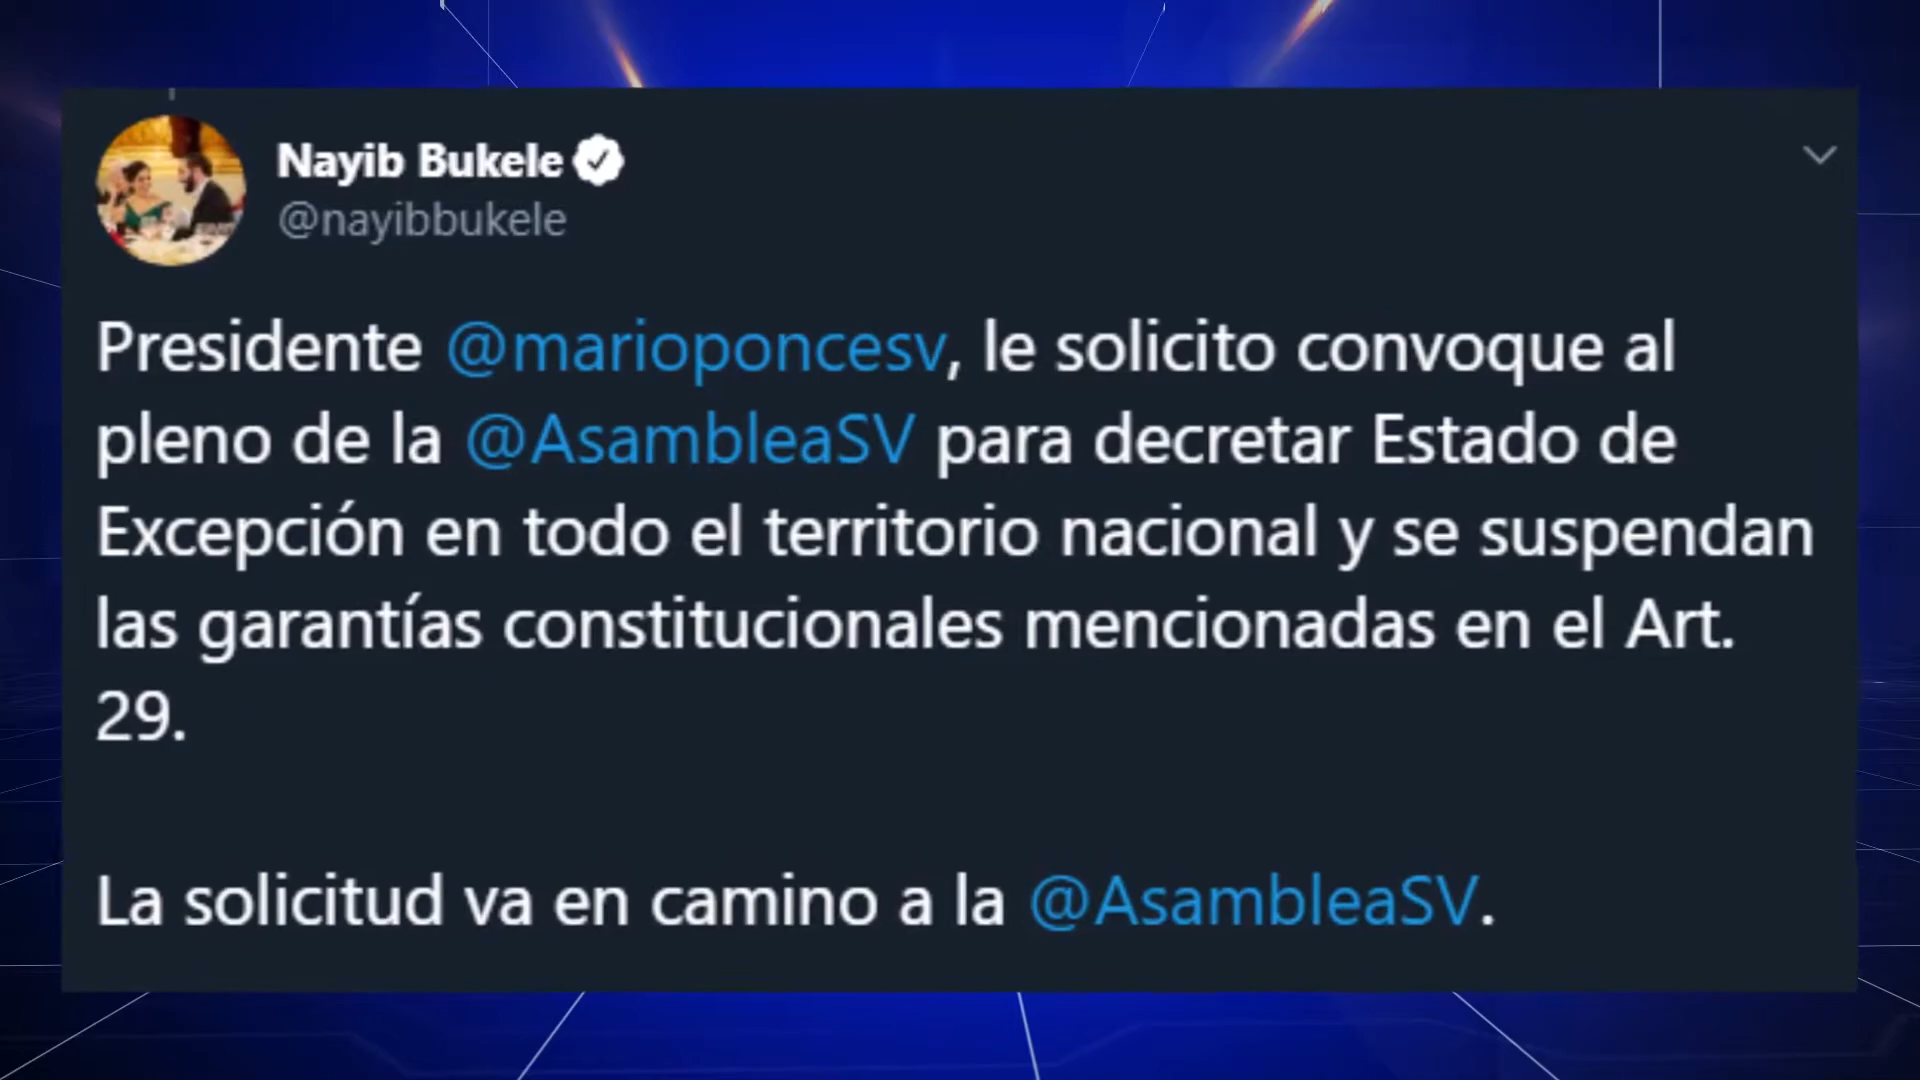 Nayib Bukele
@nayibbukele
Presidente @marioponcesv, le solicito convoque al
pleno de la @AsambleaSV para decretar Estado de
Excepción en todo el territorio nacional y se suspendan
las garantías constitucionales mencionadas en el Art.
29.
La solicitud va en camino a la @AsambleaSV.